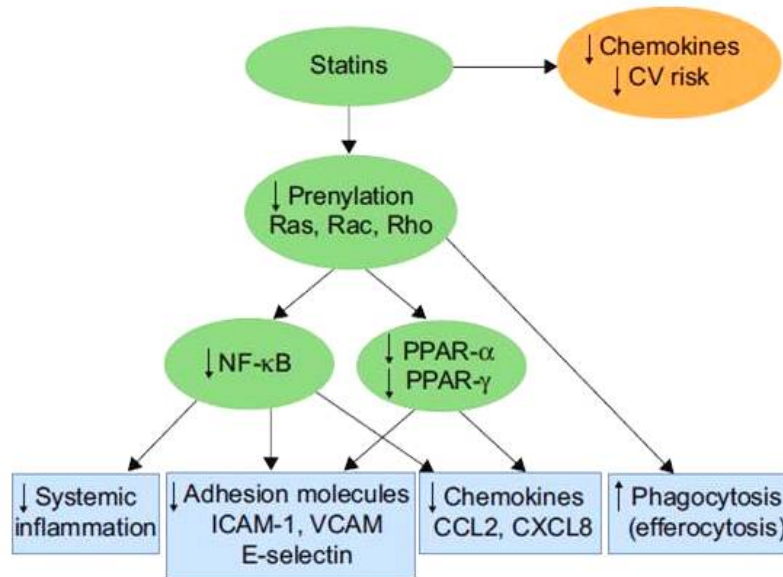 Statins
↓ Chemokines
↓ CV risk
↓ Prenylation
Ras, Rac, Rho
↓ NF-κB
↓ PPAR-α
↓ PPAR-γ
↓ Systemic
inflammation
↓ Adhesion molecules
ICAM-1, VCAM
E-selectin
↓ Chemokines
CCL2, CXCL8
↑ Phagocytosis
(efferocytosis)